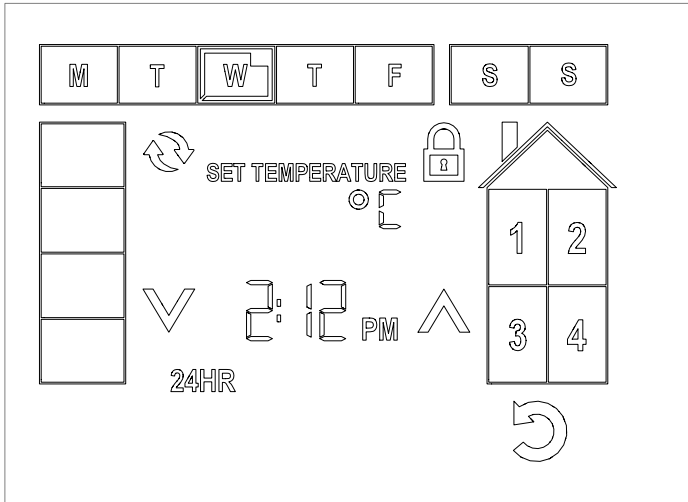 M T W T F S S
SET TEMPERATURE
°C
1 2
2:12 PM
3 4
24HR